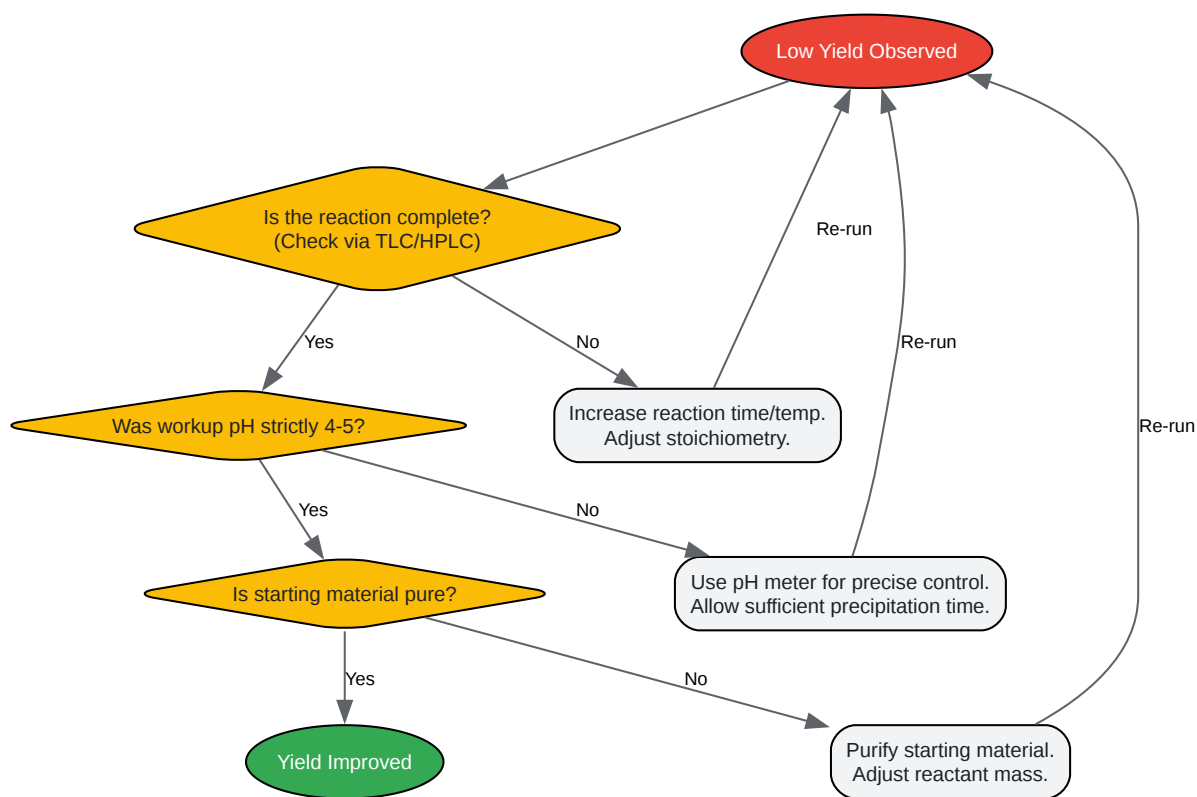 Low Yield Observed
Is the reaction complete?
(Check via TLC/HPLC)
Re-run
Yes
No
Re-run
Increase reaction time/temp.
Adjust stoichiometry.
Was workup pH strictly 4-5?
Re-run
Yes
No
Use pH meter for precise control.
Allow sufficient precipitation time.
Is starting material pure?
Yes
No
Purify starting material.
Adjust reactant mass.
Yield Improved